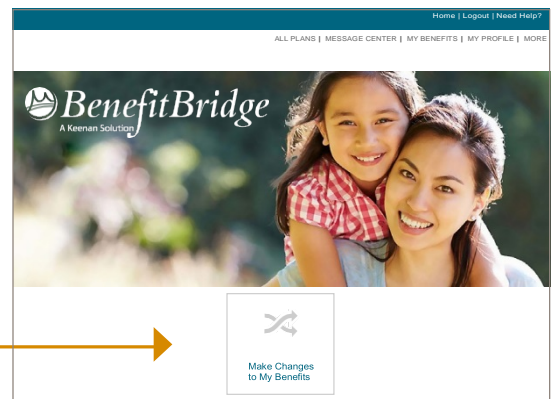 Home | Logout | Need Help?
ALL PLANS | MESSAGE CENTER | MY BENEFITS | MY PROFILE | MORE
BenefitBridge
A Keenan Solution
Make Changes
to My Benefits